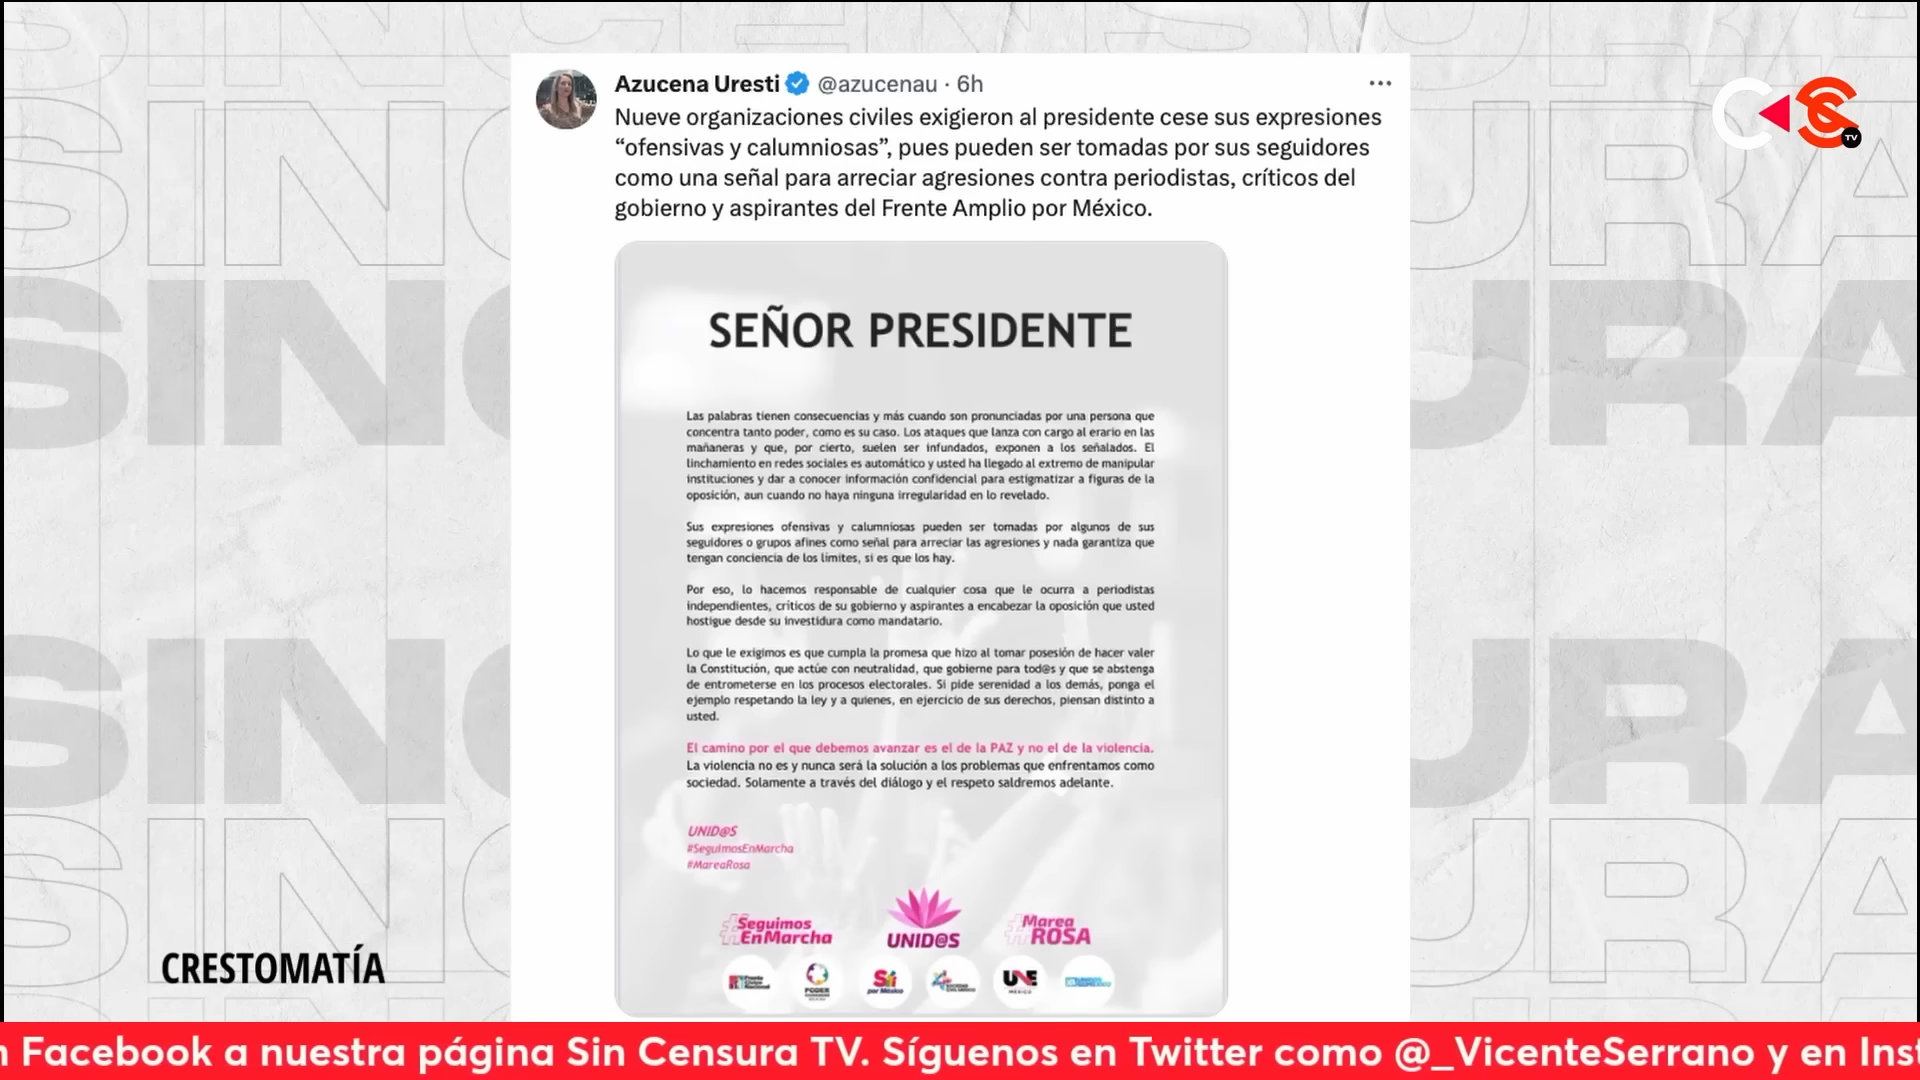 Azucena Uresti @azucenau · 6h
Nueve organizaciones civiles exigieron al presidente cese sus expresiones
“ofensivas y calumniosas”, pues pueden ser tomadas por sus seguidores
como una señal para arreciar agresiones contra periodistas, críticos del
gobierno y aspirantes del Frente Amplio por México.
SEÑOR PRESIDENTE
Las palabras tienen consecuencias y más cuando son pronunciadas por una persona que
concentra tanto poder, como es su caso. Los ataques que lanza con cargo al erario en las
mañaneras y que, por cierto, suelen ser infundados, exponen a los señalados. El
linchamiento en redes sociales es automático y usted ha llegado al extremo de manipular
instituciones y dar a conocer información confidencial para estigmatizar a figuras de la
oposición, aun cuando no haya ninguna irregularidad en lo revelado.
Sus expresiones ofensivas y calumniosas pueden ser tomadas por algunos de sus
seguidores o grupos afines como señal para arreciar las agresiones y nada garantiza que
tengan conciencia de los límites, si es que los hay.
Por eso, lo hacemos responsable de cualquier cosa que le ocurra a periodistas
independientes, críticos de su gobierno y aspirantes a encabezar la oposición que usted
hostigue desde su investidura como mandatario.
Lo que le exigimos es que cumpla la promesa que hizo al tomar posesión de hacer valer
la Constitución, que actúe con neutralidad, que gobierne para tod@s y que se abstenga
de entrometerse en los procesos electorales. Si pide serenidad a los demás, ponga el
ejemplo respetando la ley y a quienes, en ejercicio de sus derechos, piensan distinto a
usted.
El camino por el que debemos avanzar es el de la PAZ y no el de la violencia.
La violencia no es y nunca será la solución a los problemas que enfrentamos como
sociedad. Solamente a través del diálogo y el respeto saldremos adelante.
UNID@S
#SeguimosEnMarcha
#MareaRosa
#Seguimos
EnMarcha
UNID@S
#Marea
ROSA
Frente
Cívico
Nacional
PODER
Sí
por México
SOCIEDAD
CIVIL MÉXICO
UNE
MÉXICO
CRESTOMATÍA
TV
SIN CENSURA
n Facebook a nuestra página Sin Censura TV. Síguenos en Twitter como @_VicenteSerrano y en Inst